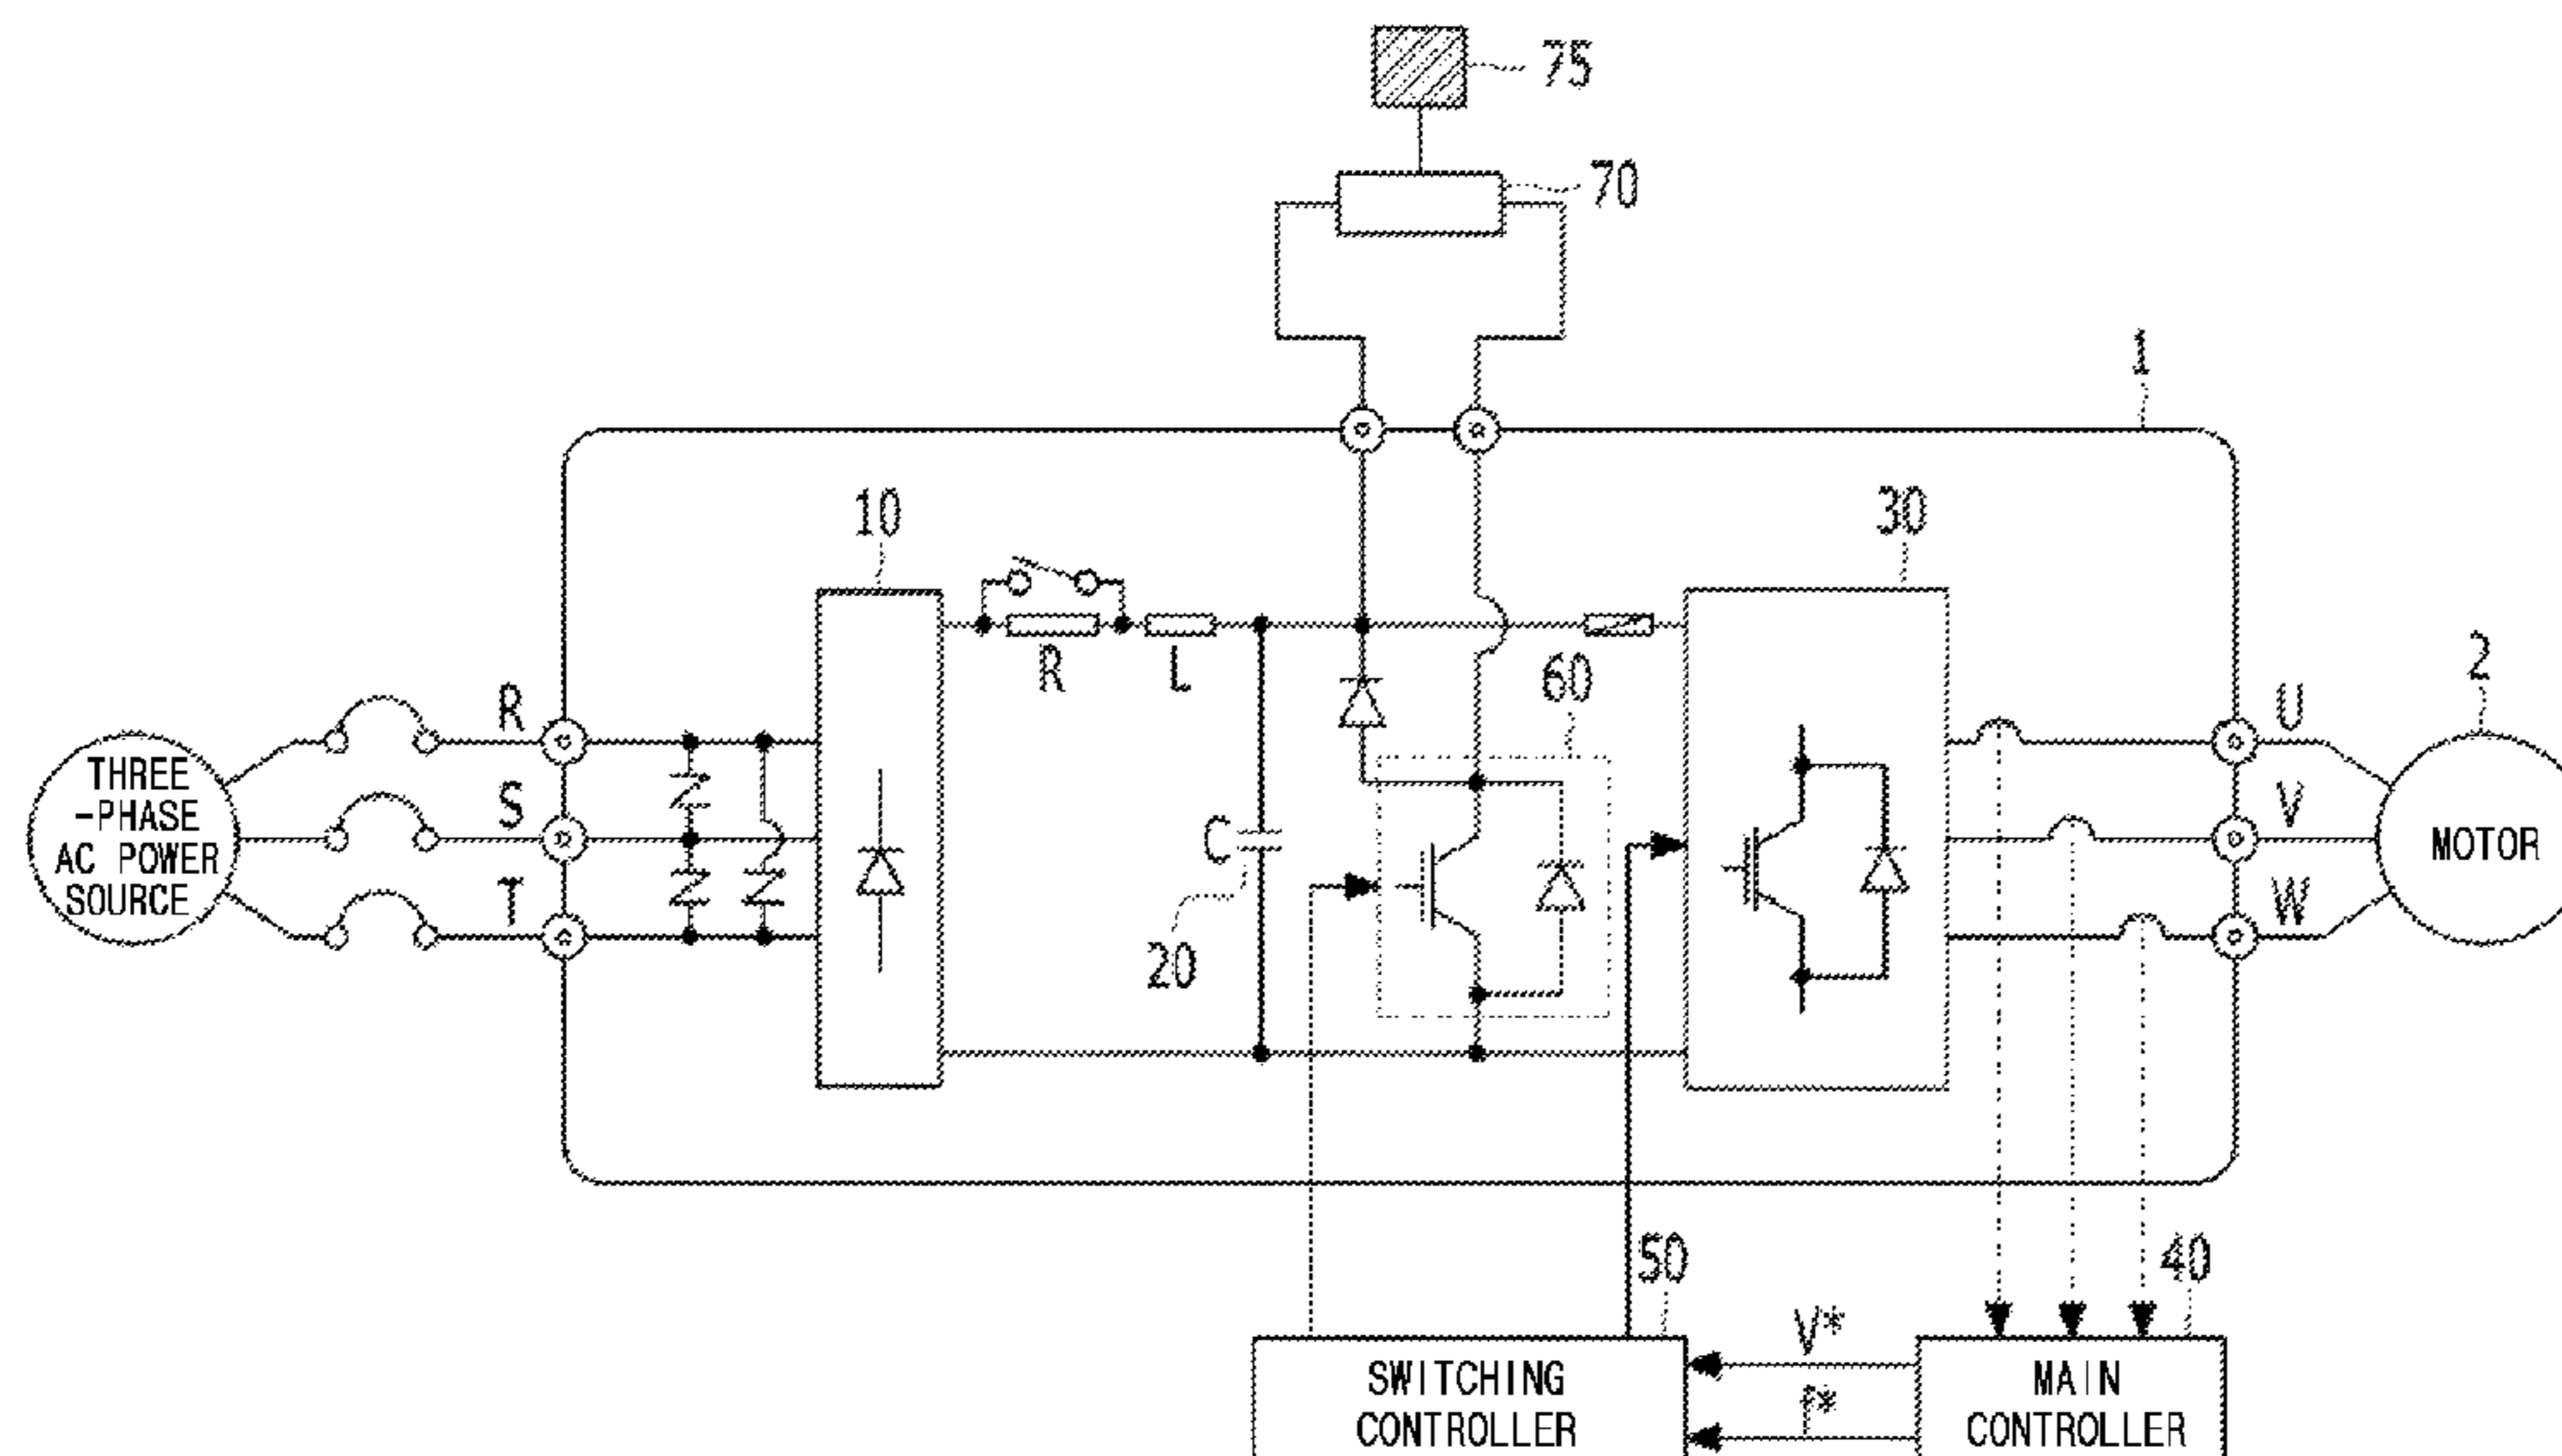 75
70
1
10
30
R
L
60
2
R
U
THREE
-PHASE
AC POWER
SOURCE
S
V
MOTOR
C
T
W
20
50
40
V*
SWITCHING
CONTROLLER
f*
MAIN
CONTROLLER